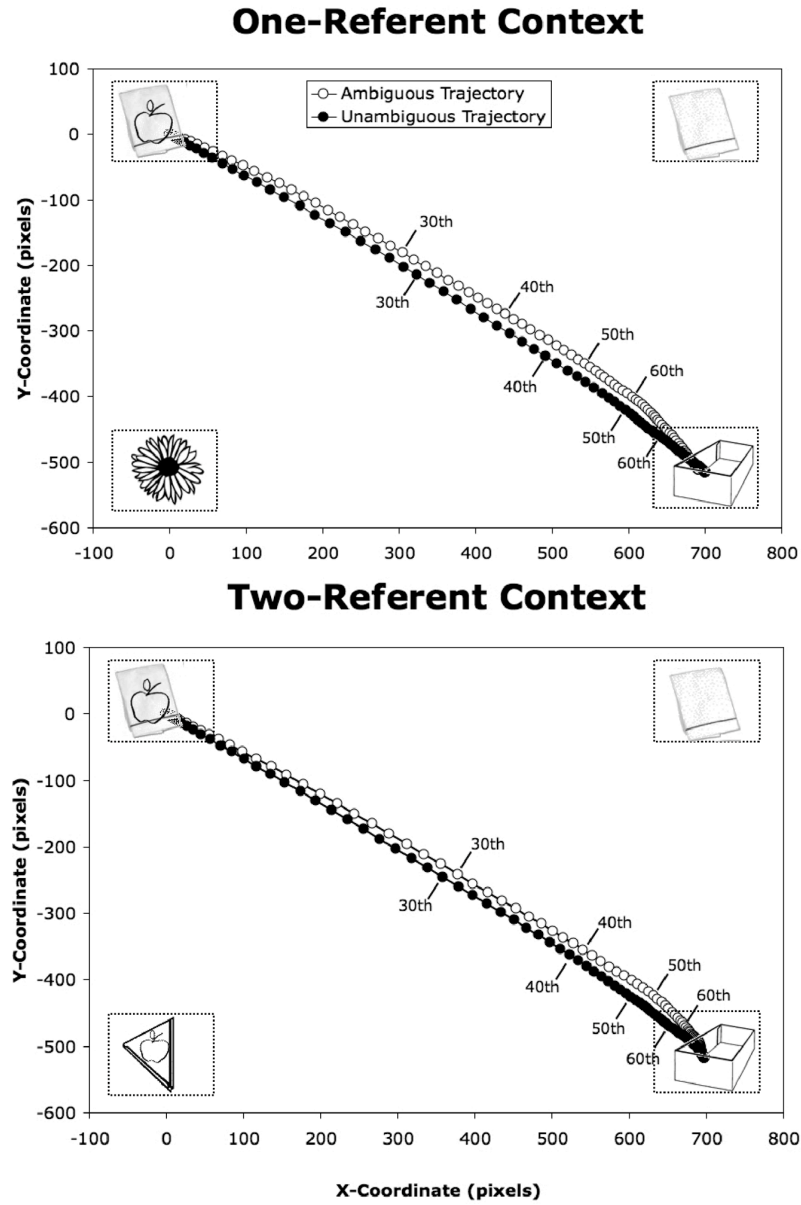 One-Referent Context
Ambiguous Trajectory
Unambiguous Trajectory
Y-Coordinate (pixels)
100
0
-100
-200
-300
-400
-500
-600
30th
30th
40th
40th
50th
50th
60th
60th
-100 0 100 200 300 400 500 600 700 800
Two-Referent Context
Y-Coordinate (pixels)
100
0
-100
-200
-300
-400
-500
-600
30th
30th
40th
40th
50th
50th
60th
60th
-100 0 100 200 300 400 500 600 700 800
X-Coordinate (pixels)